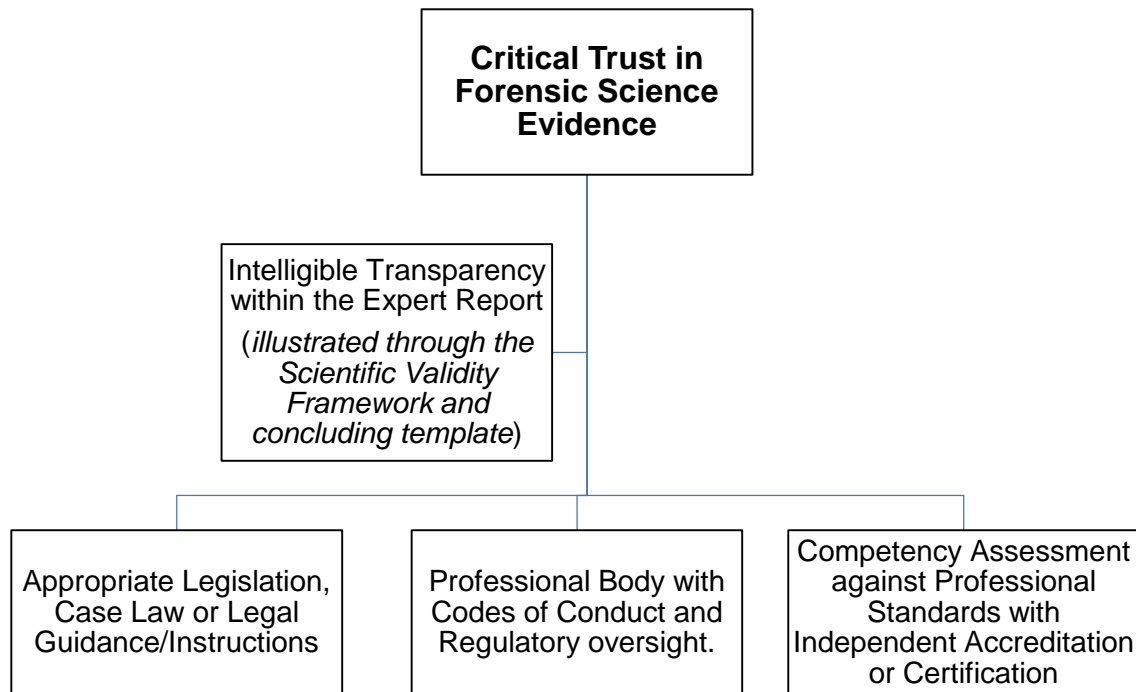 Critical Trust in
Forensic Science
Evidence
Intelligible Transparency
within the Expert Report
(illustrated through the
Scientific Validity
Framework and
concluding template)
Appropriate Legislation,
Case Law or Legal
Guidance/Instructions
Professional Body with
Codes of Conduct and
Regulatory oversight.
Competency Assessment
against Professional
Standards with
Independent Accreditation
or Certification